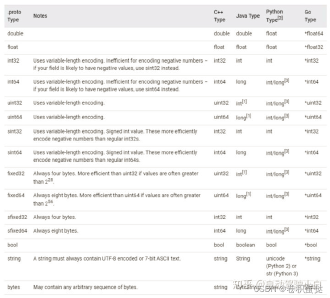 .proto Type Notes C++ Type Java Type Python Type[2] Go Type
double double double float *float64
float float float float *float32
int32 Uses variable-length encoding. Inefficient for encoding negative numbers – if your field is likely to have negative values, use sint32 instead. int32 int int *int32
int64 Uses variable-length encoding. Inefficient for encoding negative numbers – if your field is likely to have negative values, use sint64 instead. int64 long int/long[3] *int64
uint32 Uses variable-length encoding. uint32 int[1] int/long[3] *uint32
uint64 Uses variable-length encoding. uint64 long[1] int/long[3] *uint64
sint32 Uses variable-length encoding. Signed int value. These more efficiently encode negative numbers than regular int32s. int32 int int *int32
sint64 Uses variable-length encoding. Signed int value. These more efficiently encode negative numbers than regular int64s. int64 long int/long[3] *int64
fixed32 Always four bytes. More efficient than uint32 if values are often greater than 2^28. uint32 int[1] int/long[3] *uint32
fixed64 Always eight bytes. More efficient than uint64 if values are often greater than 2^56. uint64 long[1] int/long[3] *uint64
sfixed32 Always four bytes. int32 int int *int32
sfixed64 Always eight bytes. int64 long int/long[3] *int64
bool bool boolean bool *bool
string A string must always contain UTF-8 encoded or 7-bit ASCII text. string String unicode (Python 2) or str (Python 3) *string
bytes May contain any arbitrary sequence of bytes. string
知乎